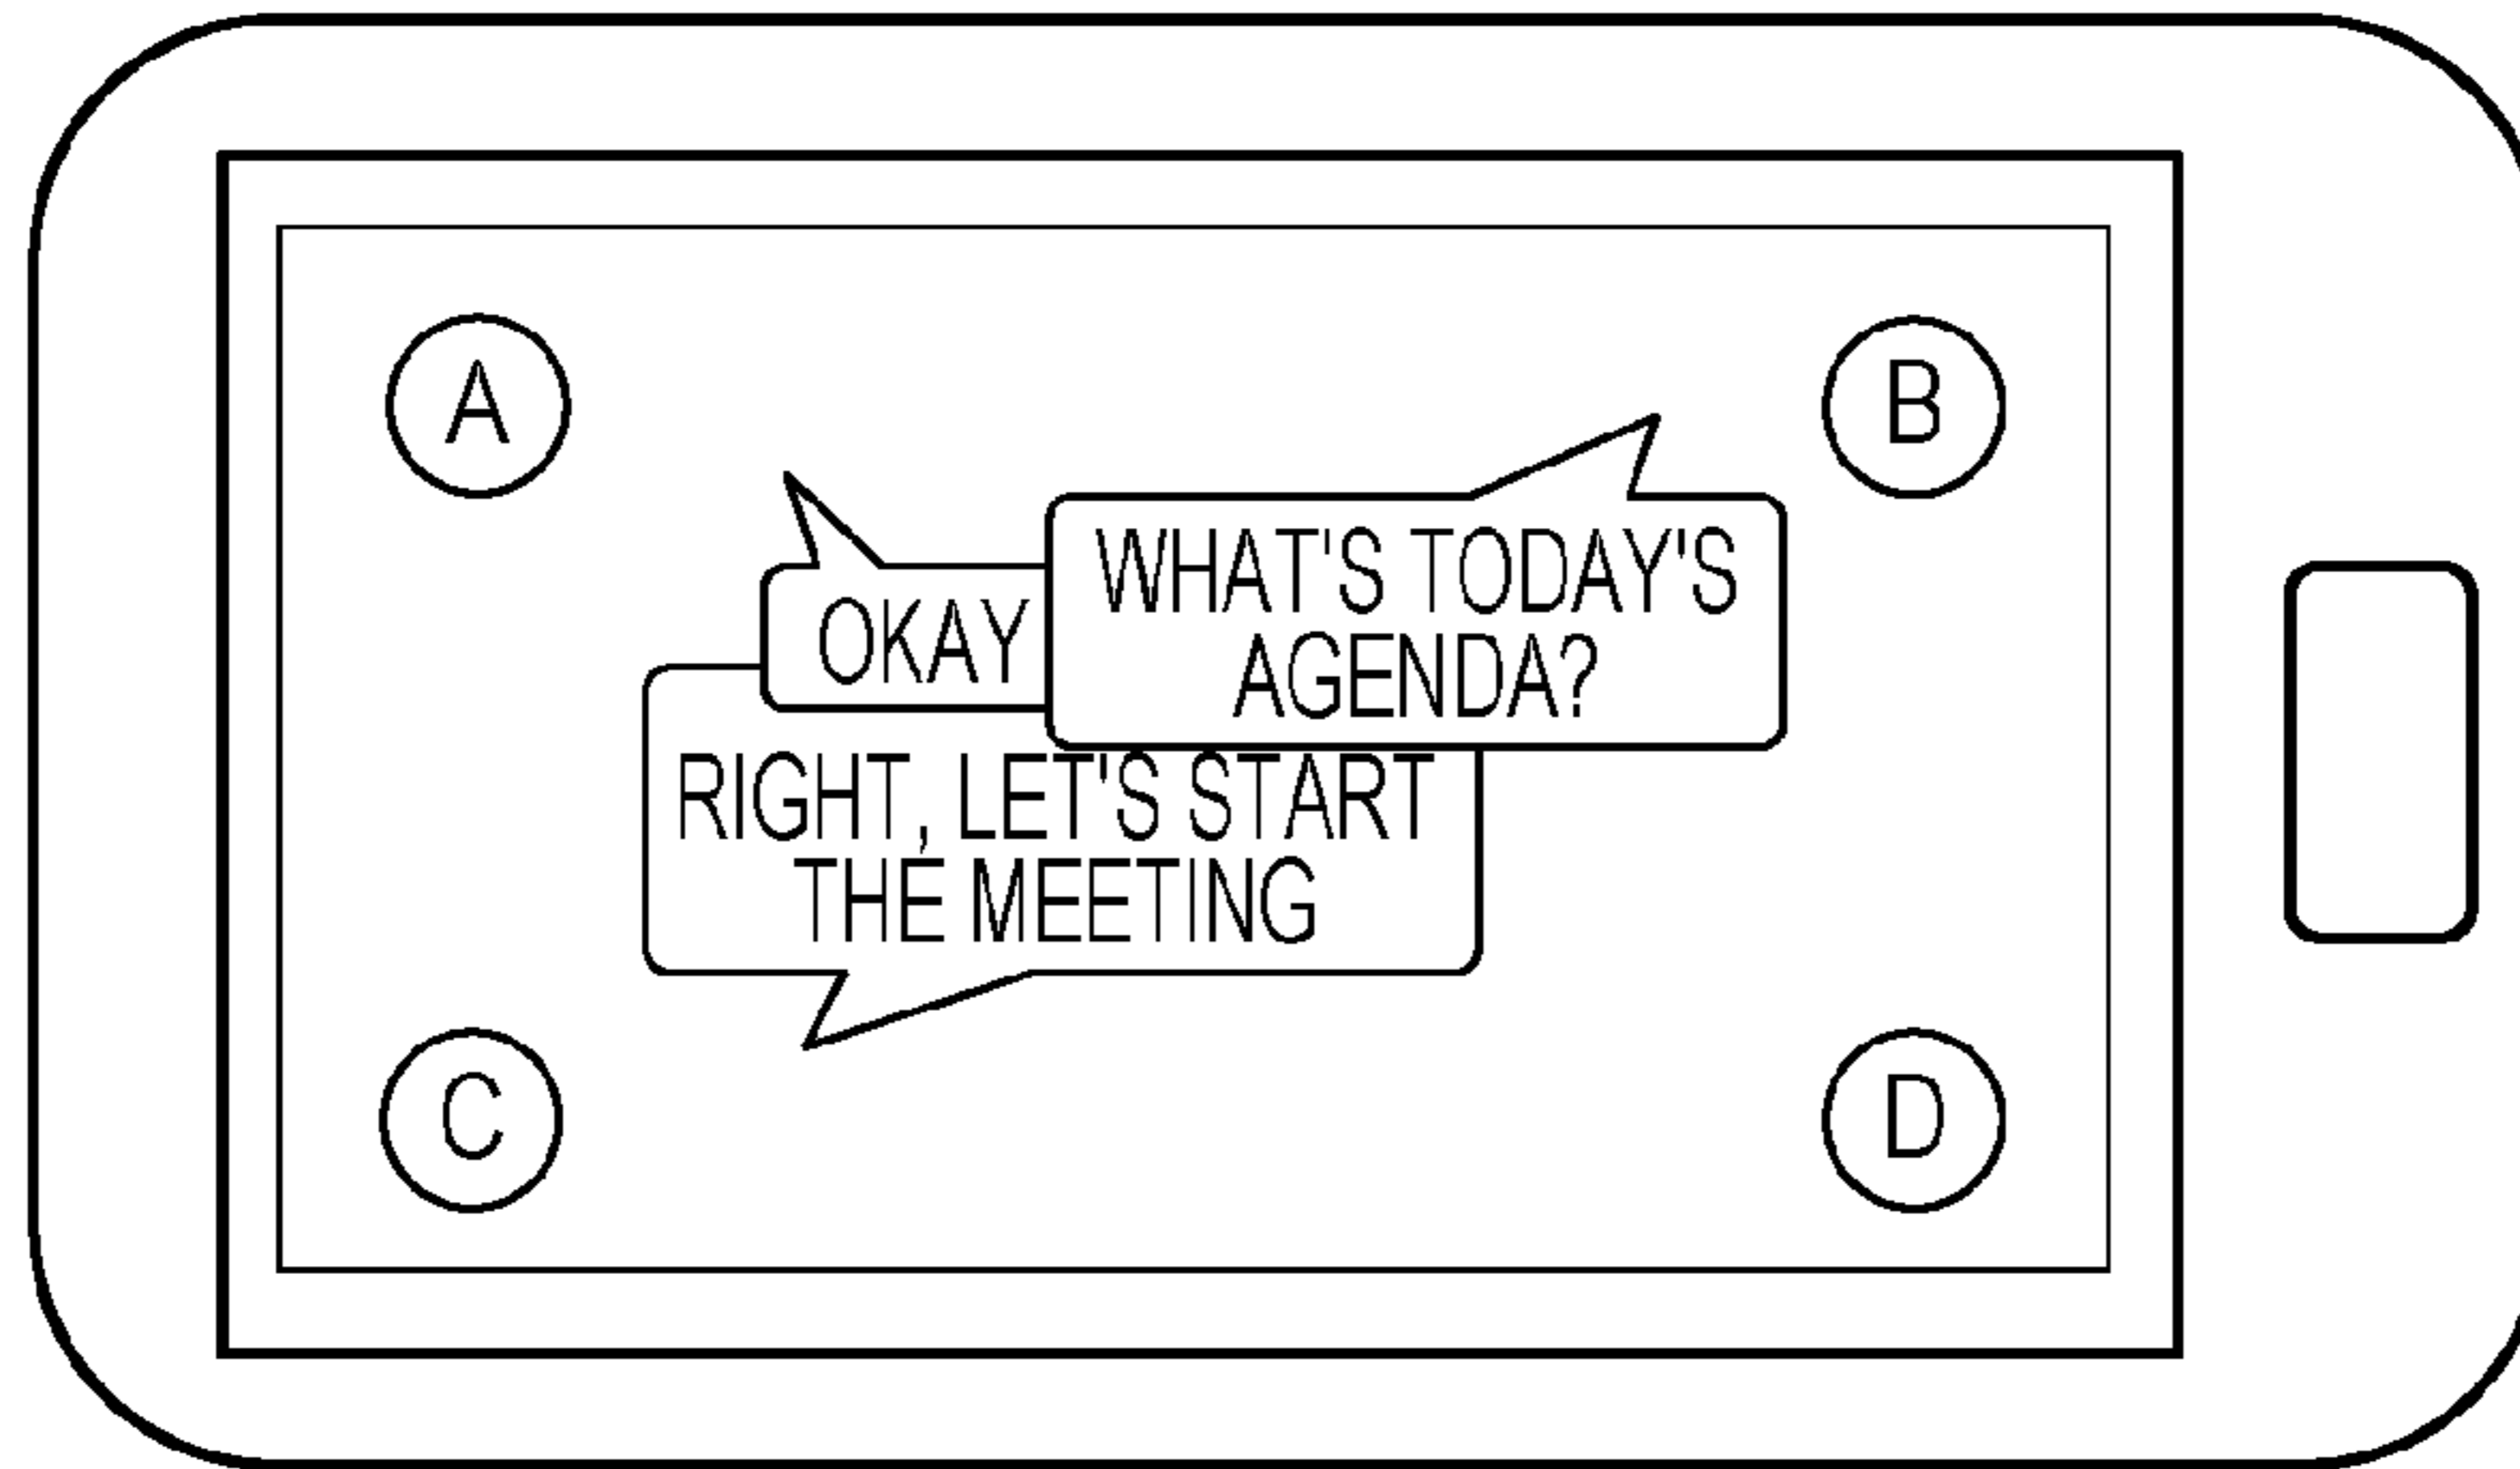 A
B
OKAY
WHAT'S TODAY'S
AGENDA?
RIGHT, LET'S START
THE MEETING
C
D